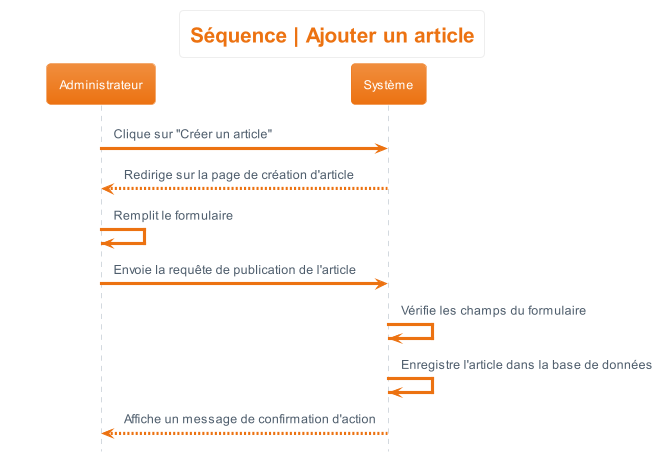 Séquence | Ajouter un article
Administrateur
Système
Clique sur "Créer un article"
Redirige sur la page de création d'article
Remplit le formulaire
Envoie la requête de publication de l'article
Vérifie les champs du formulaire
Enregistre l'article dans la base de données
Affiche un message de confirmation d'action